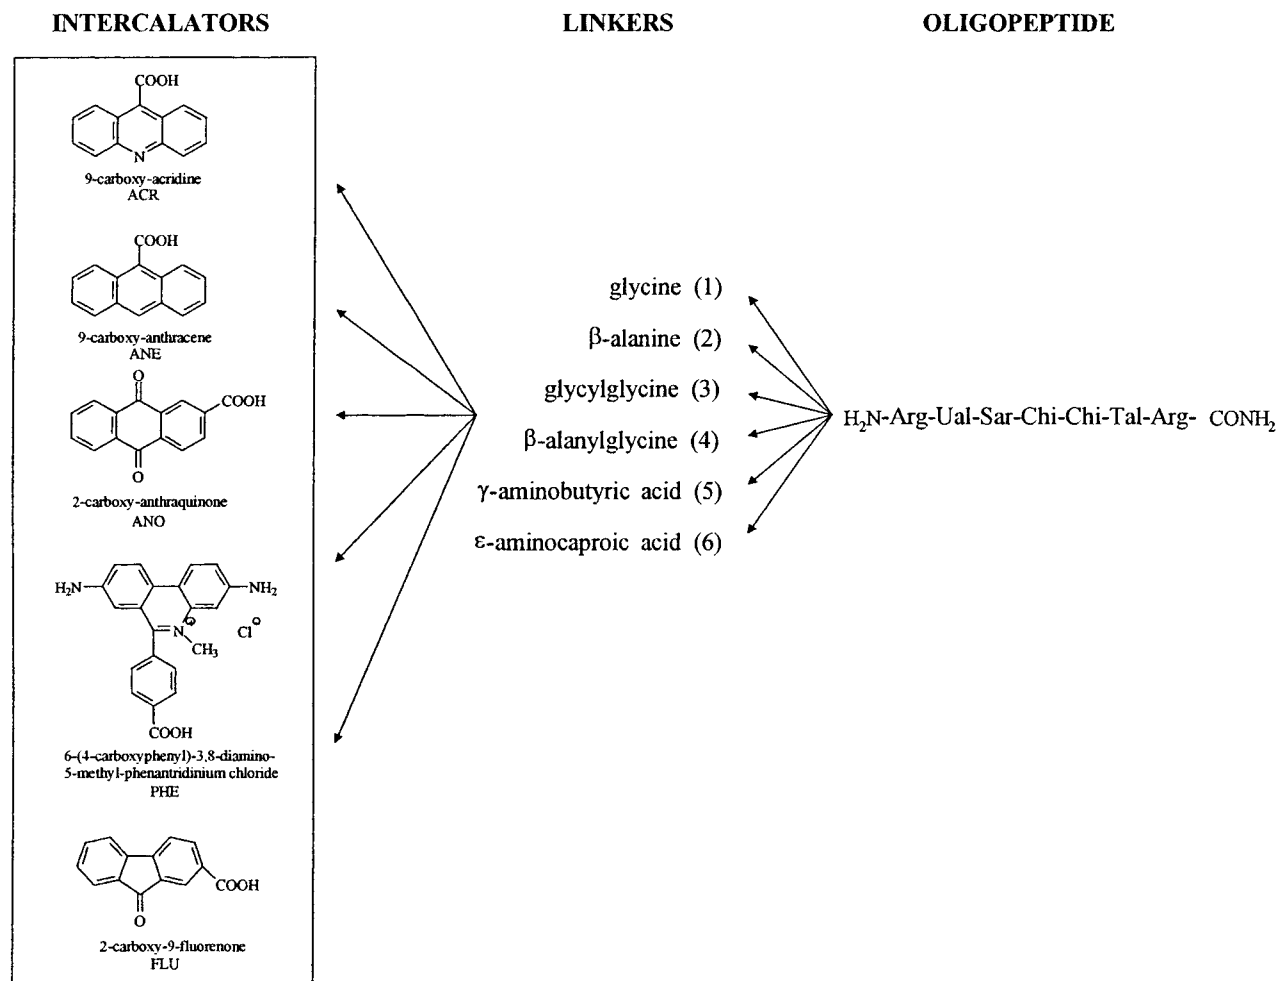 INTERCALATORS
LINKERS
OLIGOPEPTIDE
COOH
N
9-carboxy-acridine
ACR
COOH
9-carboxy-anthracene
ANE
O
COOH
O
2-carboxy-anthraquinone
ANO
H₂N
NH₂
N
⊕
CH₃
Cl⊖
COOH
6-(4-carboxyphenyl)-3,8-diamino-
5-methyl-phenantridinium chloride
PHE
COOH
O
2-carboxy-9-fluorenone
FLU
glycine (1)
β-alanine (2)
glycylglycine (3)
β-alanylglycine (4)
γ-aminobutyric acid (5)
ε-aminocaproic acid (6)
H₂N-Arg-Ual-Sar-Chi-Chi-Tal-Arg- CONH₂